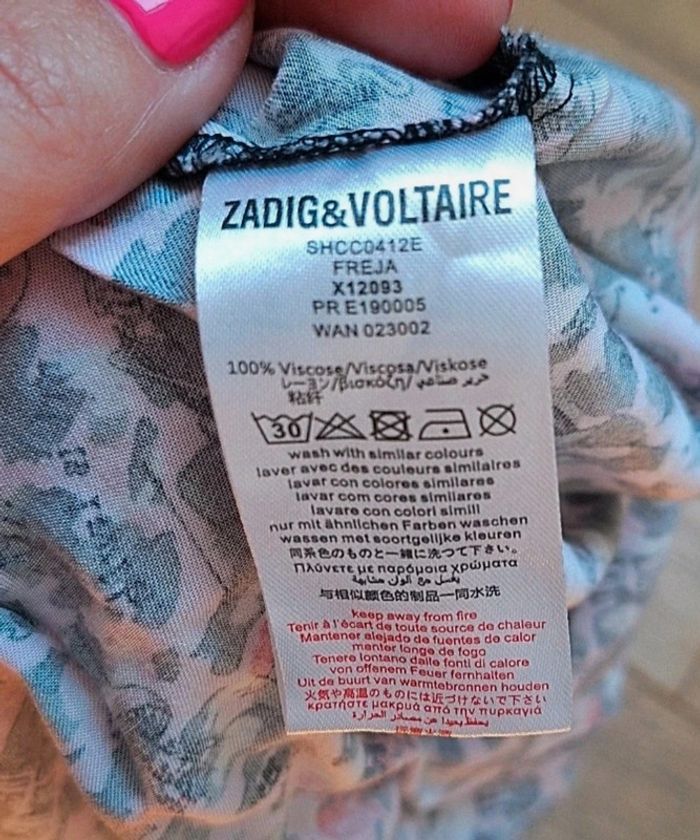 ZADIG&VOLTAIRE
SHCC0412E
FREJA
X12093
PR E190005
WAN 023002
100% Viscose/Viscosa/Viskose
レーヨン/βισκόζη/ حرير صناعي
粘纤
30
wash with similar colours
laver avec des couleurs similaires
lavar con colores similares
lavar com cores similares
lavare con colori simili
nur mit ähnlichen Farben waschen
wassen met soortgelijke kleuren
同系色のものと一緒に洗って下さい。
Πλύνετε με παρόμοια χρώματα
يغسل مع ألوان مشابهة
与相似颜色的制品一同水洗
keep away from fire
Tenir à l'écart de toute source de chaleur
Mantener alejado de fuentes de calor
manter longe de fogo
Tenere lontano dalle fonti di calore
von offenem Feuer fernhalten
Uit de buurt van warmtebronnen houden
火気や高温のものには近づけないで下さい
κρατήστε μακρυά από την πυρκαγιά
يحفظ بعيدا عن مصادر الحرارة